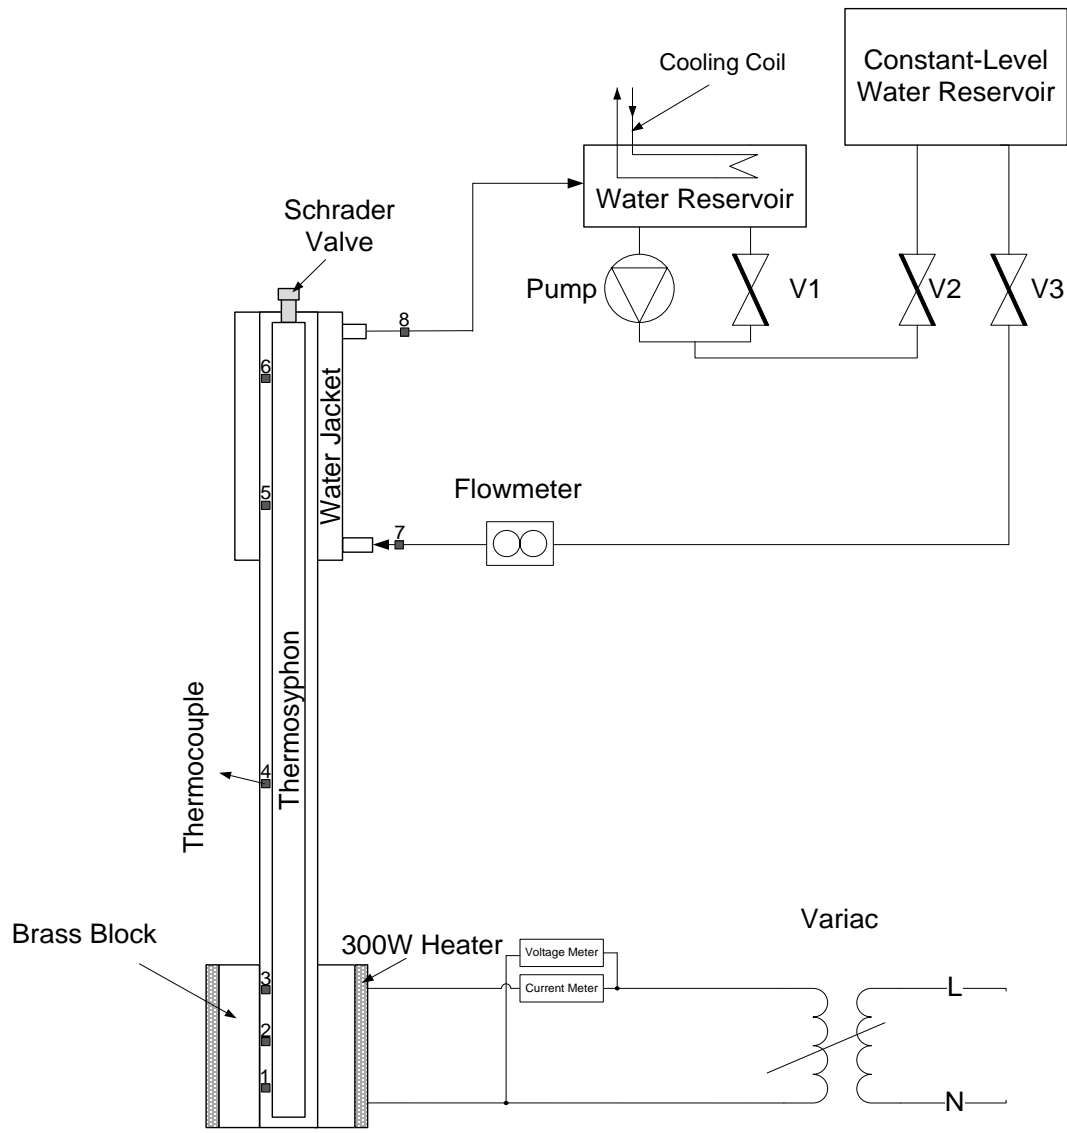 Cooling Coil
Constant-Level
Water Reservoir
Water Reservoir
Schrader
Valve
Pump
V1
V2
V3
8
6
Water Jacket
5
Flowmeter
7
Thermosyphon
Thermocouple
4
Variac
Brass Block
300W Heater
Voltage Meter
Current Meter
L
3
2
1
N